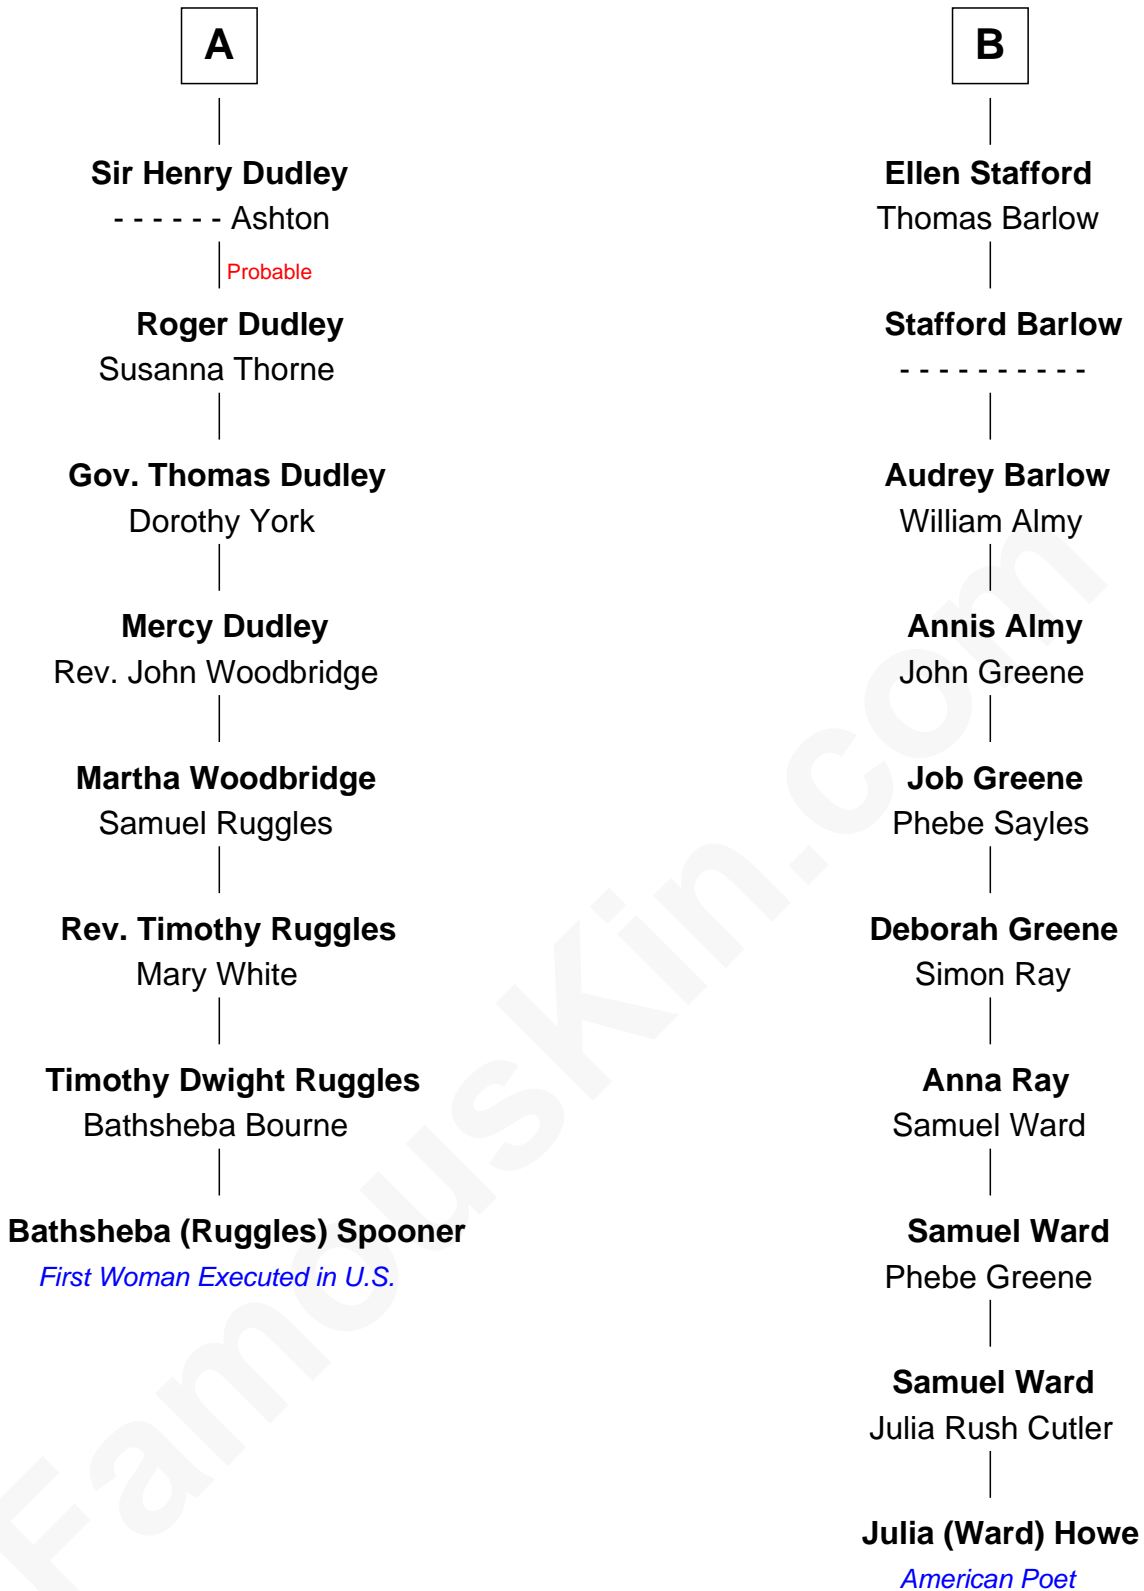 A
Sir Henry Dudley
- - - - - - Ashton
Probable
Roger Dudley
Susanna Thorne
Gov. Thomas Dudley
Dorothy York
Mercy Dudley
Rev. John Woodbridge
Martha Woodbridge
Samuel Ruggles
Rev. Timothy Ruggles
Mary White
Timothy Dwight Ruggles
Bathsheba Bourne
Bathsheba (Ruggles) Spooner
First Woman Executed in U.S.
B
Ellen Stafford
Thomas Barlow
Stafford Barlow
- - - - - - - - - -
Audrey Barlow
William Almy
Annis Almy
John Greene
Job Greene
Phebe Sayles
Deborah Greene
Simon Ray
Anna Ray
Samuel Ward
Samuel Ward
Phebe Greene
Samuel Ward
Julia Rush Cutler
Julia (Ward) Howe
American Poet
FamousKin.com